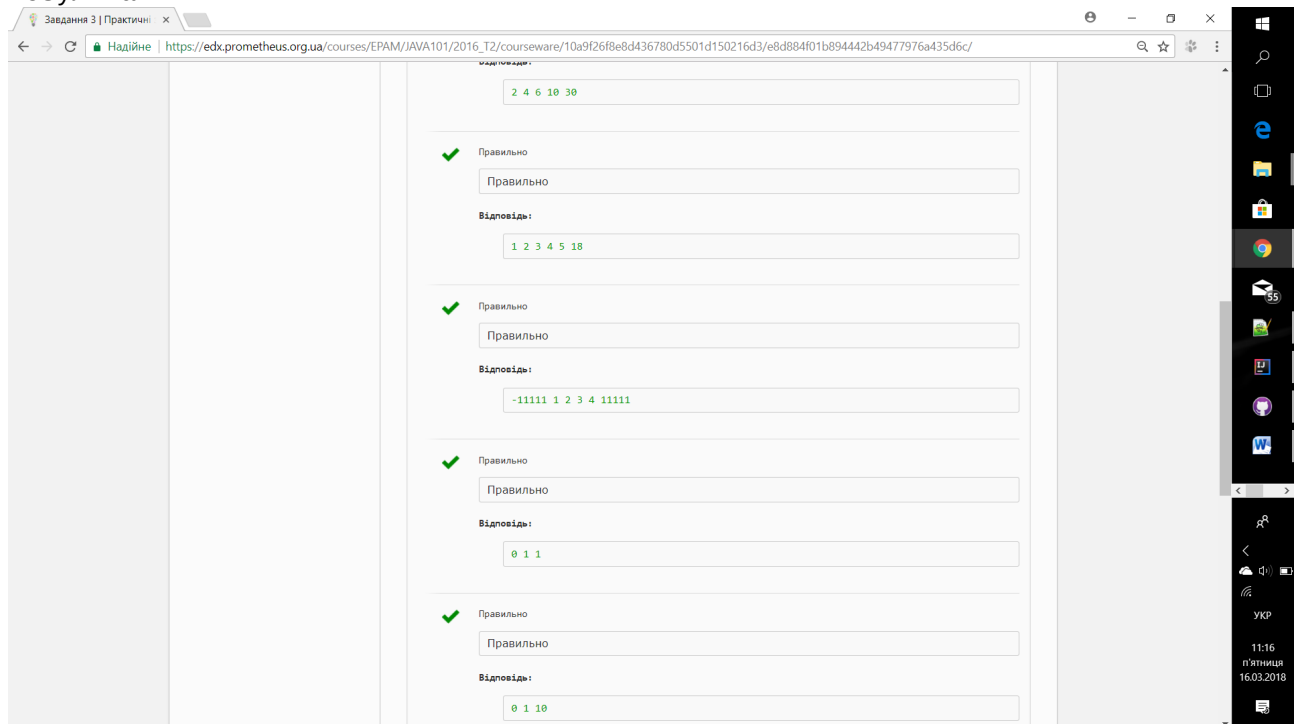 Завдання 3 | Практичні
Надійне | https://edx.prometheus.org.ua/courses/EPAM/JAVA101/2016_T2/courseware/10a9f26f8e8d436780d5501d150216d3/e8d884f01b894442b49477976a435d6c/
Відповідь:
2 4 6 10 30
Правильно
Правильно
Відповідь:
1 2 3 4 5 18
Правильно
Правильно
Відповідь:
-11111 1 2 3 4 11111
Правильно
Правильно
Відповідь:
0 1 1
Правильно
Правильно
Відповідь:
0 1 10
55
УКР
11:16
п'ятниця
16.03.2018